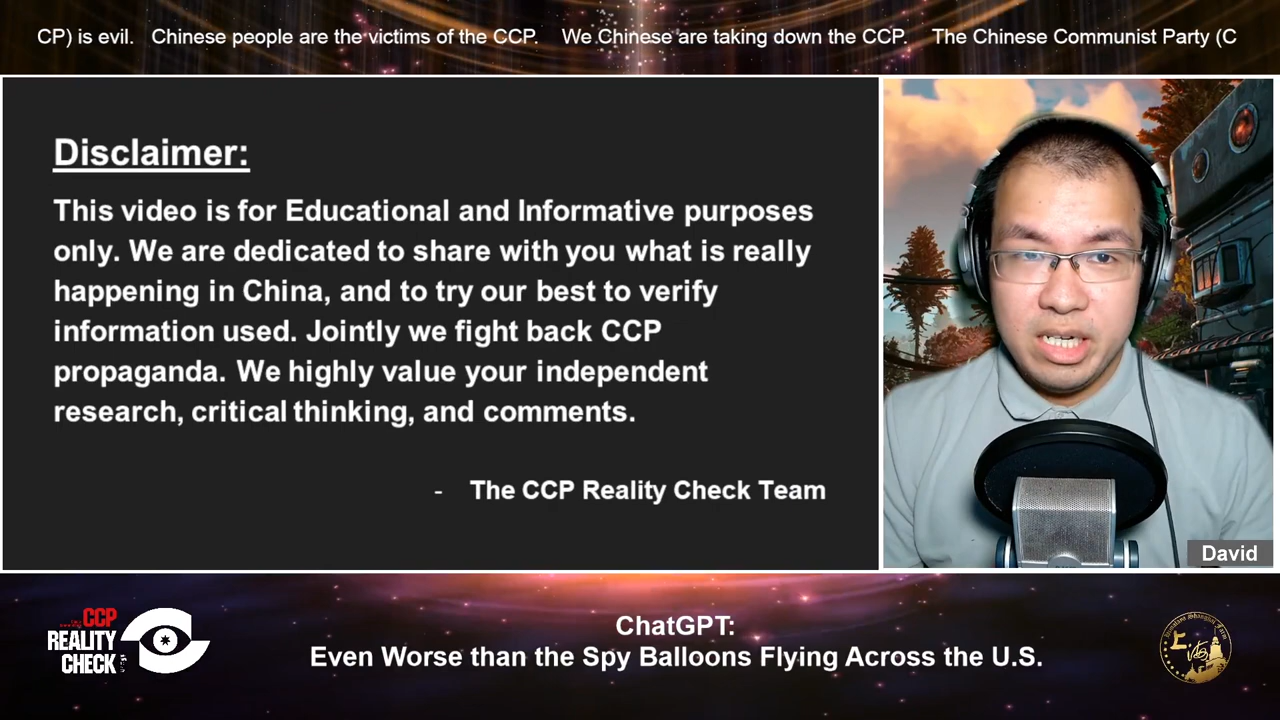 CP) is evil. Chinese people are the victims of the CCP. We Chinese are taking down the CCP. The Chinese Communist Party (C
Disclaimer:
This video is for Educational and Informative purposes
only. We are dedicated to share with you what is really
happening in China, and to try our best to verify
information used. Jointly we fight back CCP
propaganda. We highly value your independent
research, critical thinking, and comments.
- The CCP Reality Check Team
David
CCP
REALITY
CHECK
ChatGPT:
Even Worse than the Spy Balloons Flying Across the U.S.